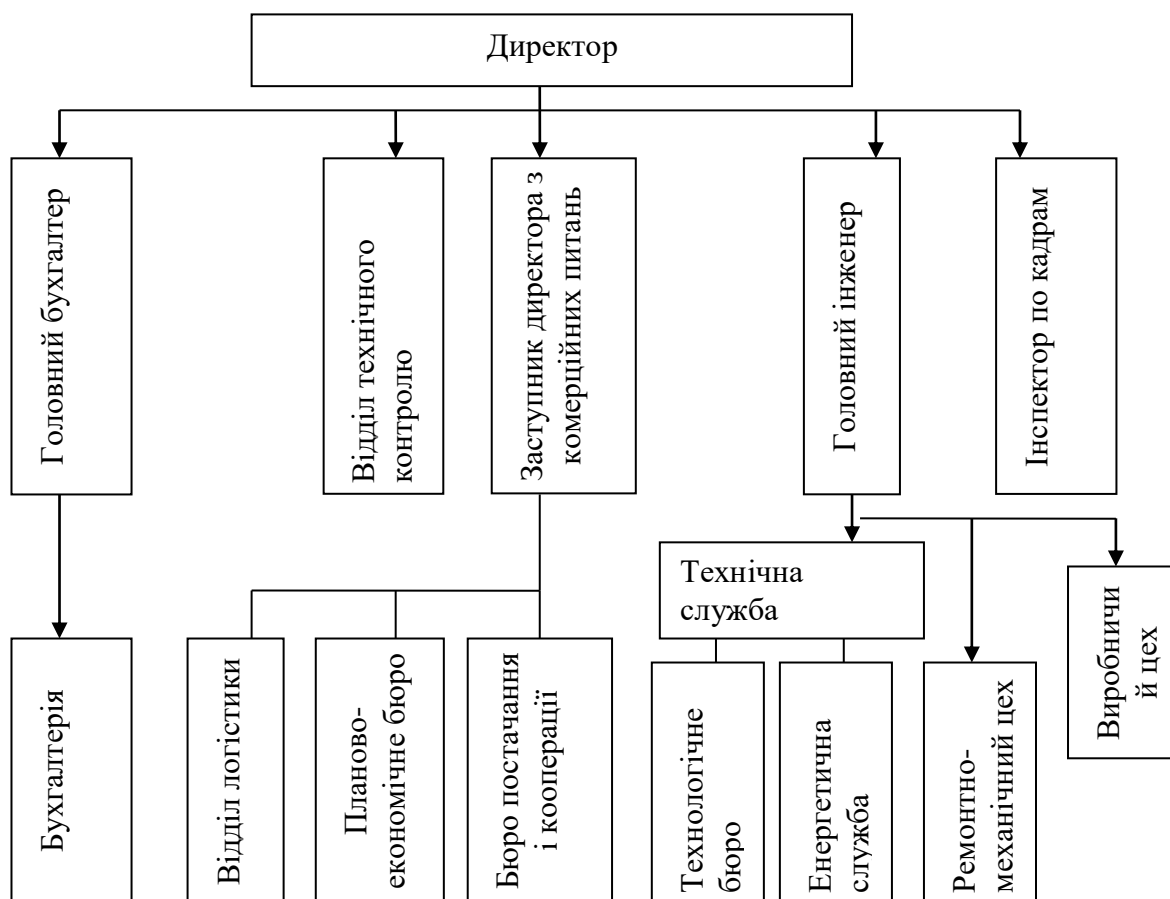 Директор
Головний бухгалтер
Відділ технічного
контролю
Заступник директора з
комерційних питань
Головний інженер
Інспектор по кадрам
Технічна
служба
Виробничи
й цех
Бухгалтерія
Відділ логістики
Планово-
економічне бюро
Бюро постачання
і кооперації
Технологічне
бюро
Енергетична
служба
Ремонтно-
механічний цех